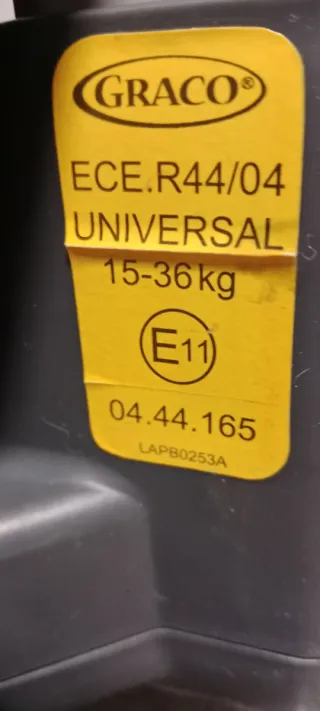 GRACO®
ECE.R44/04
UNIVERSAL
15-36kg
E11
04.44.165
LAPB0253A